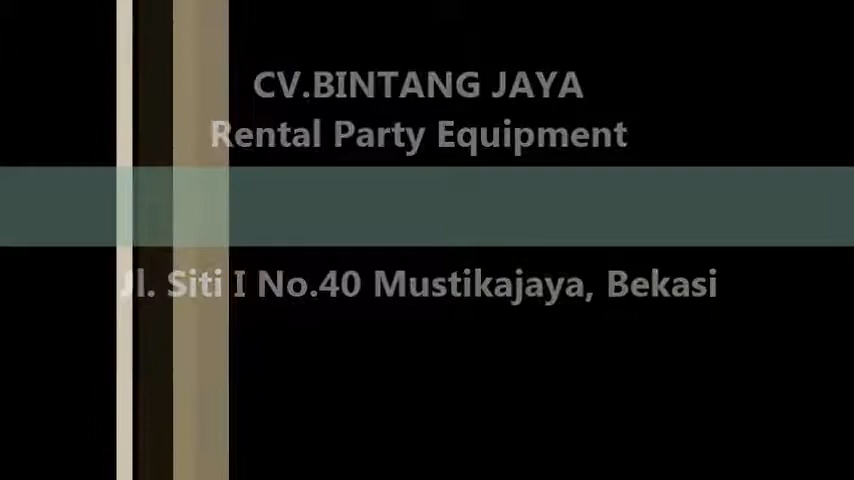 CV.BINTANG JAYA
Rental Party Equipment
Jl. Siti I No.40 Mustikajaya, Bekasi